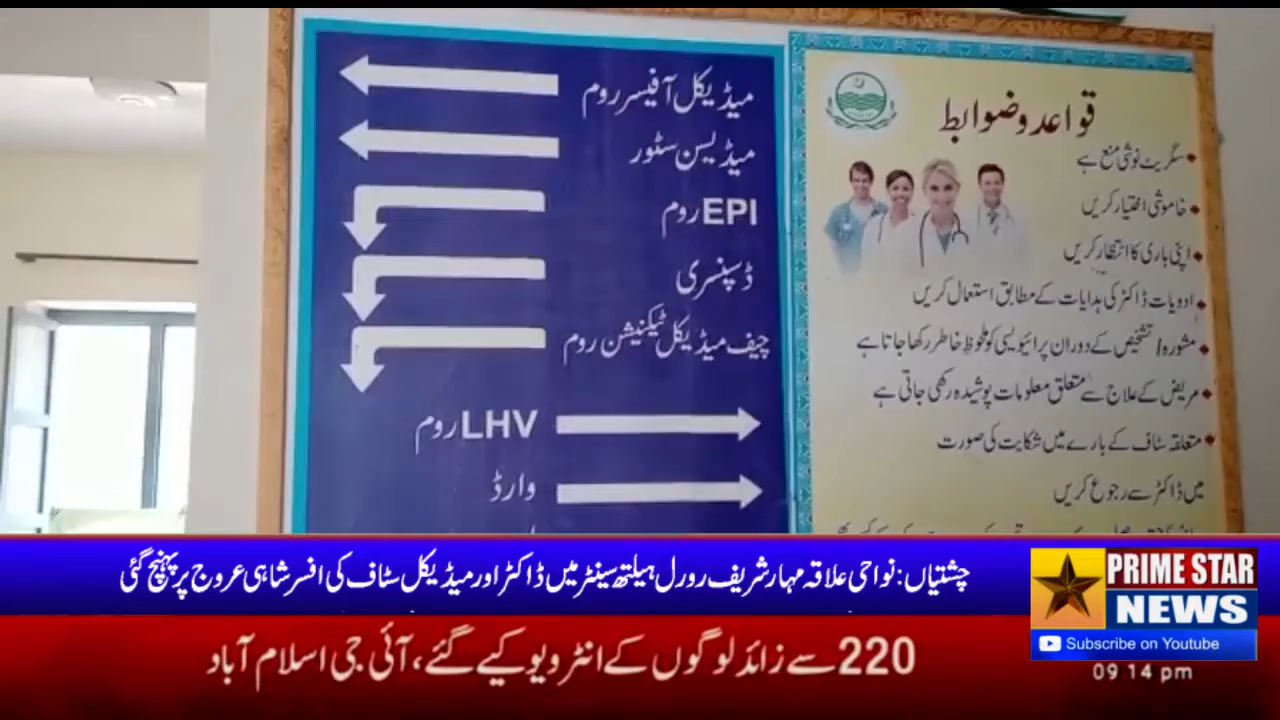 میڈیکل آفیسر روم
میڈیسن سٹور
EPI روم
ڈسپنسری
چیف میڈیکل ٹیکنیشن روم
LHV روم
وارڈ
قواعد و ضوابط
سگریٹ نوشی منع ہے
خاموشی اختیار کریں
اپنی باری کا انتظار کریں
ادویات ڈاکٹر کی ہدایات کے مطابق استعمال کریں
مشورہ / تشخیص کے دوران پرائیویسی کو ملحوظِ خاطر رکھا جاتا ہے
مریض کے علاج سے متعلق معلومات پوشیدہ رکھی جاتی ہے
متعلقہ سٹاف کے بارے میں شکایت کی صورت
میں ڈاکٹر سے رجوع کریں
چشتیاں: نواحی علاقہ مہار شریف رورل ہیلتھ سینٹر میں ڈاکٹر اور میڈیکل سٹاف کی افسر شاہی عروج پر پہنچ گئی
220 سے زائد لوگوں کے انٹرویو کیے گئے، آئی جی اسلام آباد
PRIME STAR
NEWS
Subscribe on Youtube
09 14 pm